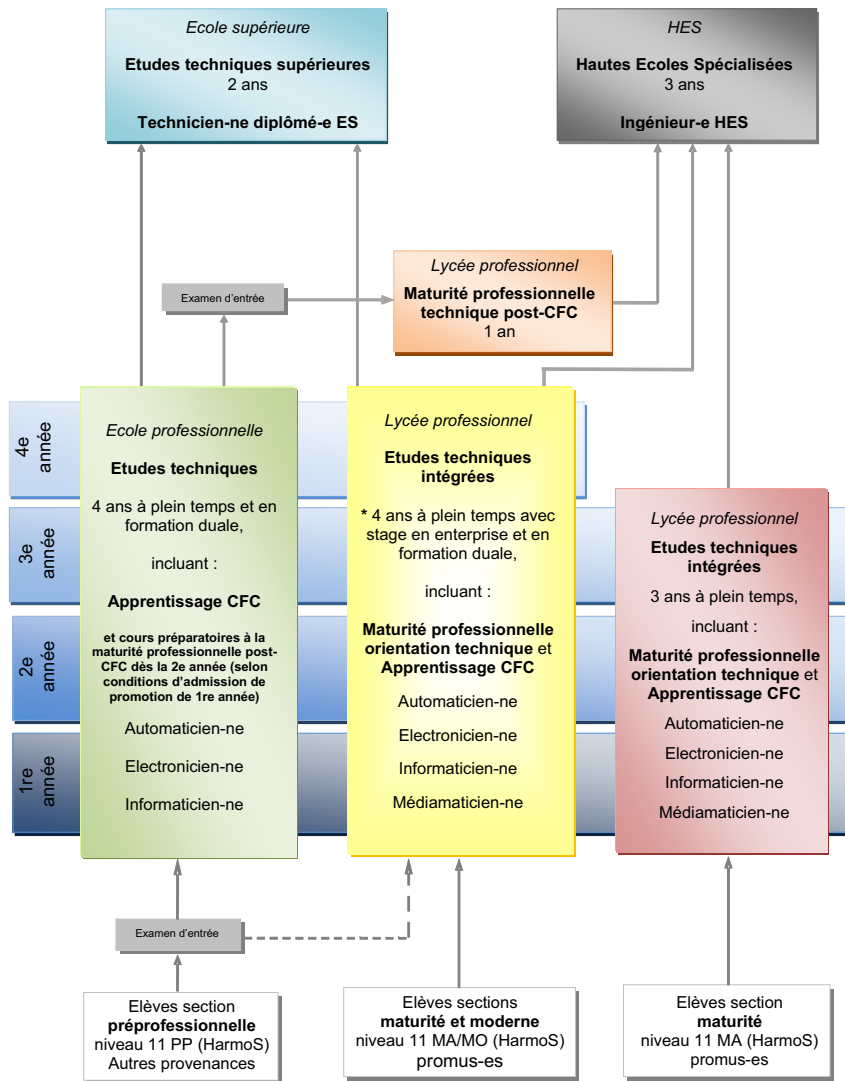 Ecole supérieure
Etudes techniques supérieures
2 ans
Technicien-ne diplômé-e ES
HES
Hautes Ecoles Spécialisées
3 ans
Ingénieur-e HES
Lycée professionnel
Maturité professionnelle
technique post-CFC
1 an
Examen d'entrée
4e
année
3e
année
2e
année
1re
année
Ecole professionnelle
Etudes techniques
4 ans à plein temps et en
formation duale,
incluant :
Apprentissage CFC
et cours préparatoires à la
maturité professionnelle post-
CFC dès la 2e année (selon
conditions d'admission de
promotion de 1re année)
Automaticien-ne
Electronicien-ne
Informaticien-ne
Lycée professionnel
Etudes techniques
intégrées
* 4 ans à plein temps avec
stage en enterprise et en
formation duale,
incluant :
Maturité professionnelle
orientation technique et
Apprentissage CFC
Automaticien-ne
Electronicien-ne
Informaticien-ne
Médiamaticien-ne
Lycée professionnel
Etudes techniques
intégrées
3 ans à plein temps,
incluant :
Maturité professionnelle
orientation technique et
Apprentissage CFC
Automaticien-ne
Electronicien-ne
Informaticien-ne
Médiamaticien-ne
Examen d'entrée
Elèves section
préprofessionnelle
niveau 11 PP (HarmoS)
Autres provenances
Elèves sections
maturité et moderne
niveau 11 MA/MO (HarmoS)
promus-es
Elèves section
maturité
niveau 11 MA (HarmoS)
promus-es